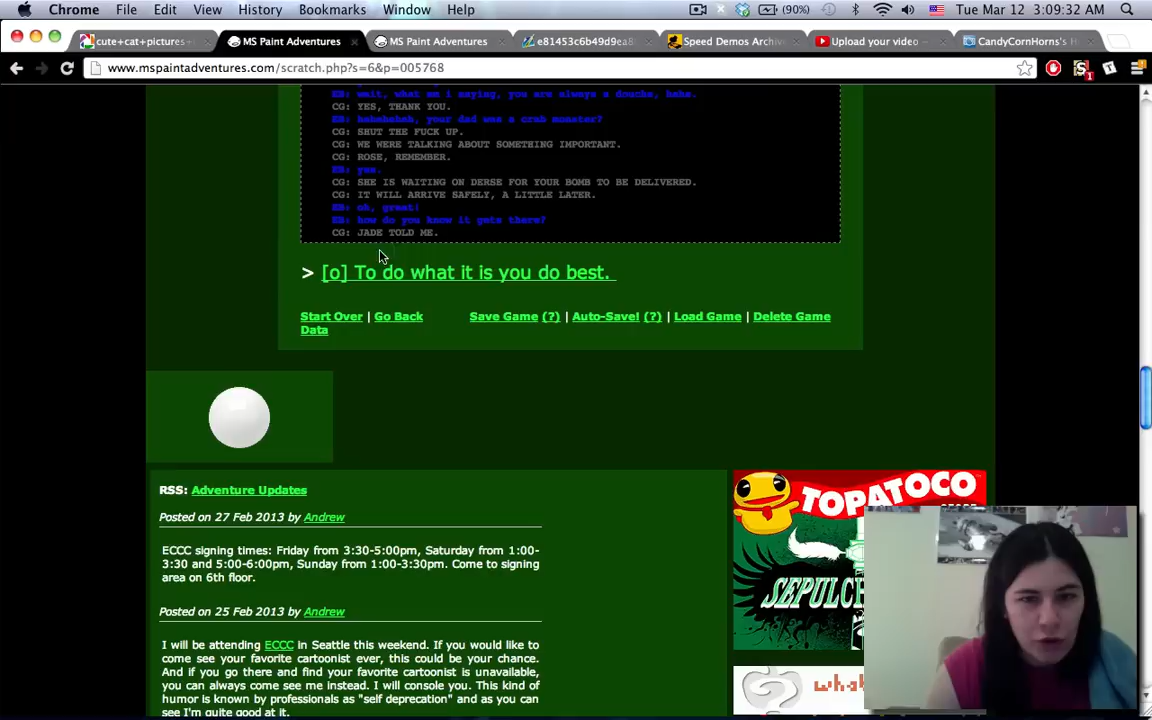 Chrome File Edit View History Bookmarks Window Help (90%) Tue Mar 12 3:09:32 AM
cute+cat+pictures MS Paint Adventures MS Paint Adventures e81453c6b49d9ea8 Speed Demos Archiv Upload your video – CandyCornHorns's H
www.mspaintadventures.com/scratch.php?s=6&p=005768
EB: wait, what am i saying, you are always a douche, haha.
CG: YES, THANK YOU.
EB: hahahahah, your dad was a crab monster?
CG: SHUT THE FUCK UP.
CG: WE WERE TALKING ABOUT SOMETHING IMPORTANT.
CG: ROSE, REMEMBER.
EB: yun.
CG: SHE IS WAITING ON DERSE FOR YOUR BOMB TO BE DELIVERED.
CG: IT WILL ARRIVE SAFELY, A LITTLE LATER.
EB: oh, great!
EB: how do you know it gets there?
CG: JADE TOLD ME.
> [o] To do what it is you do best.
Start Over | Go Back Save Game (?) | Auto-Save! (?) | Load Game | Delete Game
Data
RSS: Adventure Updates
Posted on 27 Feb 2013 by Andrew
ECCC signing times: Friday from 3:30-5:00pm, Saturday from 1:00-
3:30 and 5:00-6:00pm, Sunday from 1:00-3:30pm. Come to signing
area on 6th floor.
Posted on 25 Feb 2013 by Andrew
I will be attending ECCC in Seattle this weekend. If you would like to
come see your favorite cartoonist ever, this could be your chance.
And if you go there and find your favorite cartoonist is unavailable,
you can always come see me instead. I will console you. This kind of
humor is known by professionals as "self deprecation" and as you can
see I'm quite good at it.
TOPATOCO
SEPULCH
what